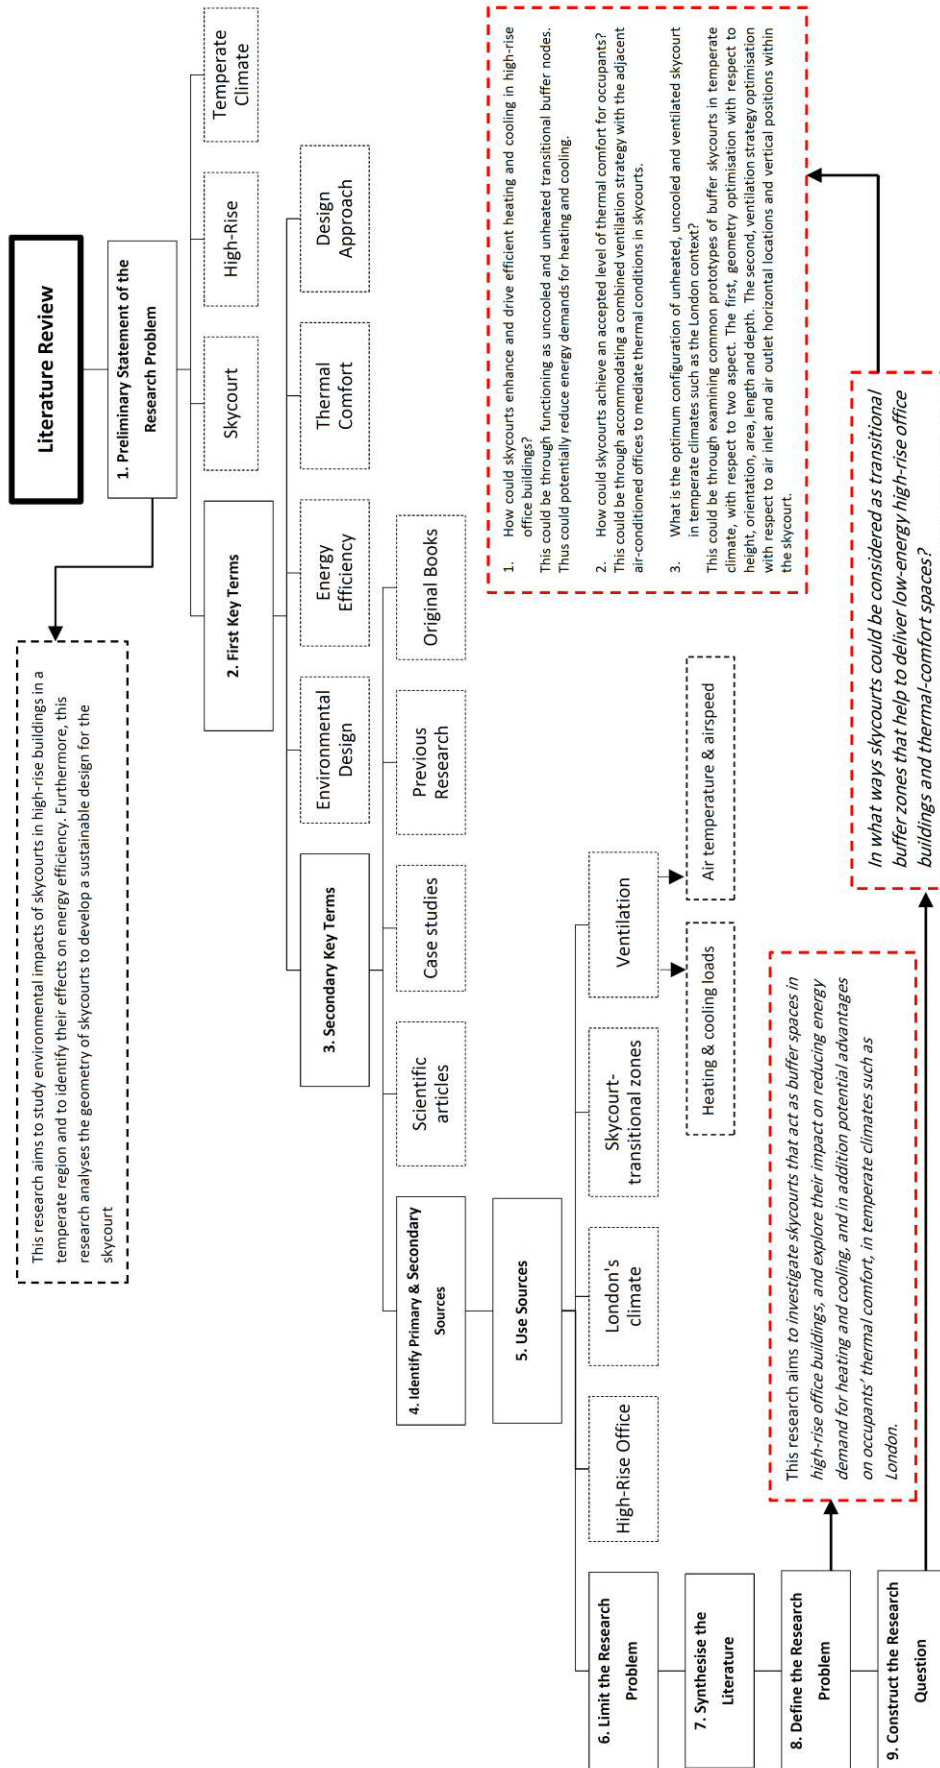 Literature Review
1. Preliminary Statement of the
Research Problem
This research aims to study environmental impacts of skycourts in high-rise buildings in a
temperate region and to identify their effects on energy efficiency. Furthermore, this
research analyses the geometry of skycourts to develop a sustainable design for the
skycourt
2. First Key Terms
Skycourt
High-Rise
Temperate
Climate
3. Secondary Key Terms
Environmental
Design
Energy
Efficiency
Thermal
Comfort
Design
Approach
4. Identify Primary & Secondary
Sources
Scientific
articles
Case studies
Previous
Research
Original Books
5. Use Sources
6. Limit the Research
Problem
High-Rise Office
London's
climate
Skycourt-
transitional zones
Ventilation
Heating & cooling loads
Air temperature & airspeed
7. Synthesise the
Literature
8. Define the Research
Problem
This research aims to investigate skycourts that act as buffer spaces in
high-rise office buildings, and explore their impact on reducing energy
demand for heating and cooling, and in addition potential advantages
on occupants' thermal comfort, in temperate climates such as
London.
9. Construct the Research
Question
In what ways skycourts could be considered as transitional
buffer zones that help to deliver low-energy high-rise office
buildings and thermal-comfort spaces?
1. How could skycourts enhance and drive efficient heating and cooling in high-rise
office buildings?
This could be through functioning as uncooled and unheated transitional buffer nodes.
Thus could potentially reduce energy demands for heating and cooling.
2. How could skycourts achieve an accepted level of thermal comfort for occupants?
This could be through accommodating a combined ventilation strategy with the adjacent
air-conditioned offices to mediate thermal conditions in skycourts.
3. What is the optimum configuration of unheated, uncooled and ventilated skycourt
in temperate climates such as the London context?
This could be through examining common prototypes of buffer skycourts in temperate
climate, with respect to two aspect. The first, geometry optimisation with respect to
height, orientation, area, length and depth. The second, ventilation strategy optimisation
with respect to air inlet and air outlet horizontal locations and vertical positions within
the skycourt.